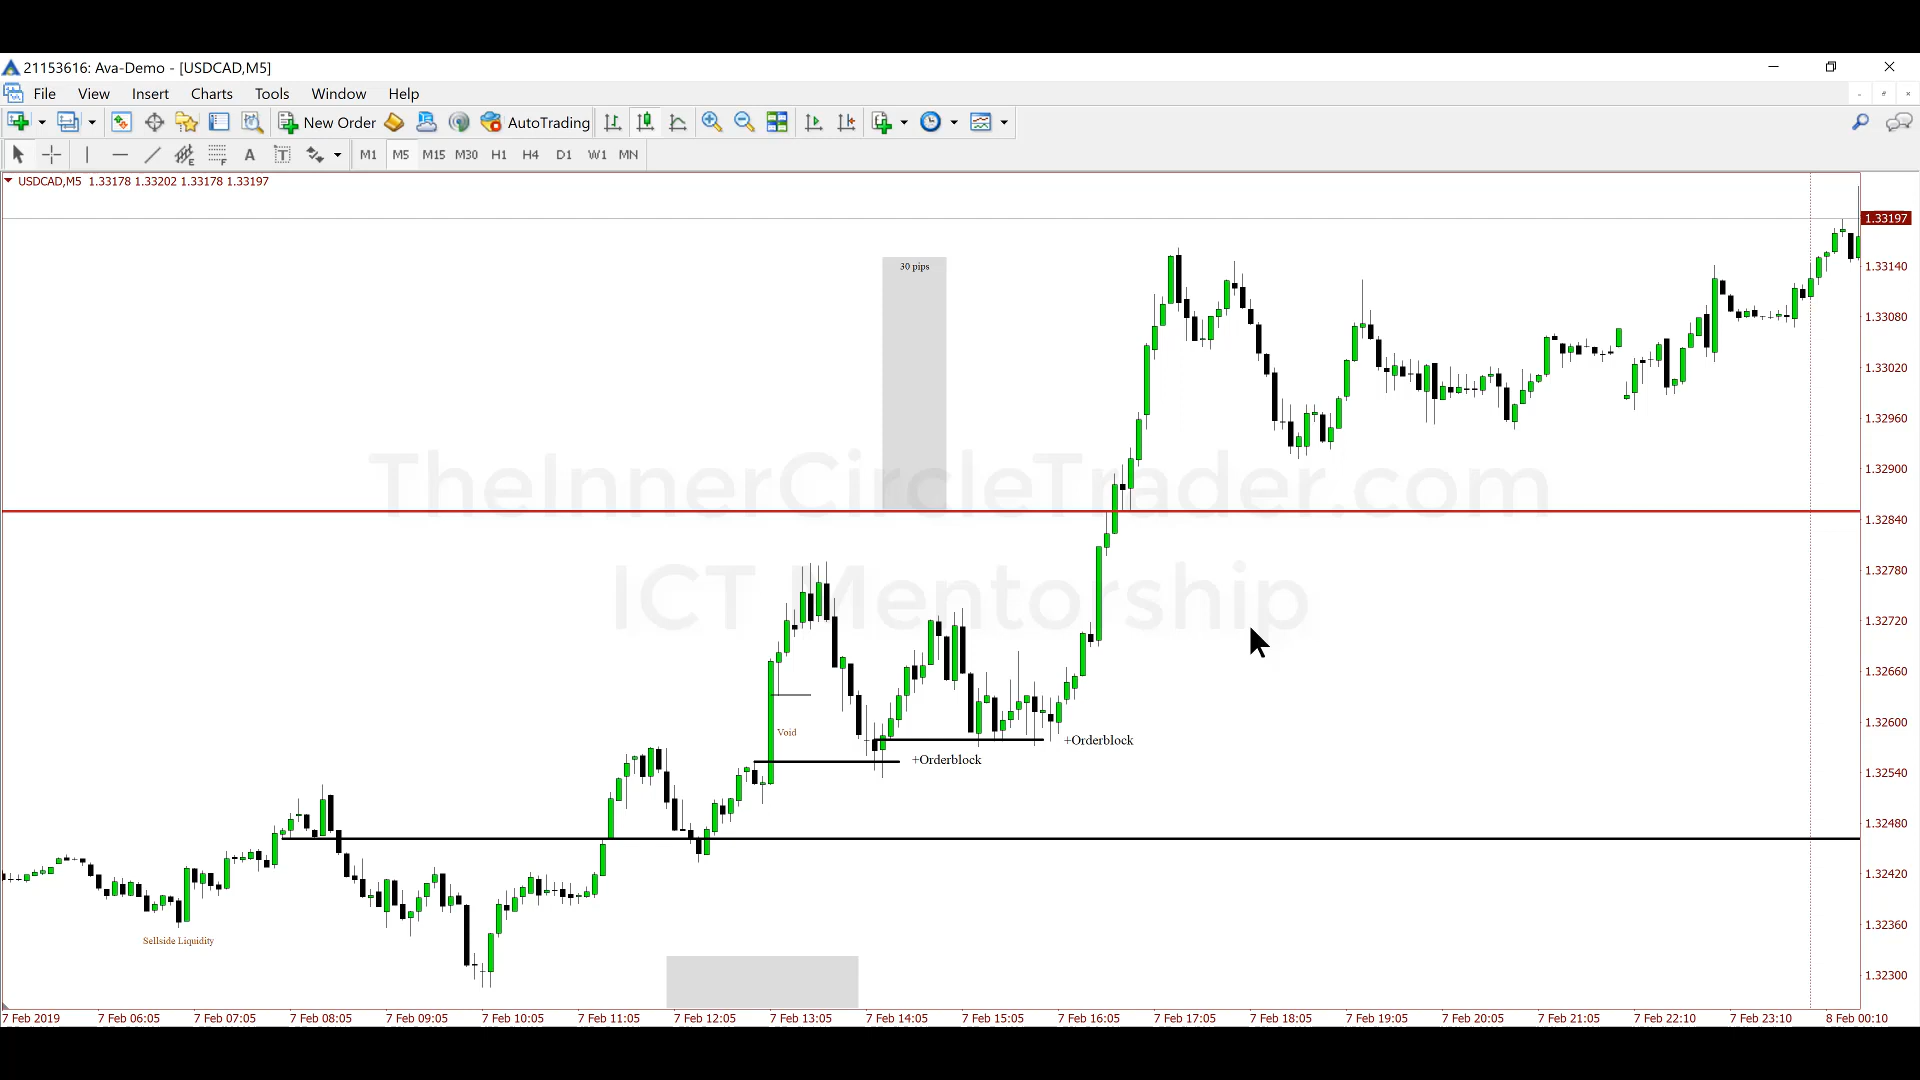 21153616: Ava-Demo - [USDCAD,M5]
File View Insert Charts Tools Window Help
New Order AutoTrading
A T M1 M5 M15 M30 H1 H4 D1 W1 MN
USDCAD,M5 1.33178 1.33202 1.33178 1.33197
1.33197
30 pips
1.33140
1.33080
1.33020
1.32960
TheInnerCircleTrader.com
1.32900
1.32840
1.32780
ICT Mentorship
1.32720
1.32660
1.32600
Void
+Orderblock
+Orderblock
1.32540
1.32480
1.32420
1.32360
Sellside Liquidity
1.32300
7 Feb 2019 7 Feb 06:05 7 Feb 07:05 7 Feb 08:05 7 Feb 09:05 7 Feb 10:05 7 Feb 11:05 7 Feb 12:05 7 Feb 13:05 7 Feb 14:05 7 Feb 15:05 7 Feb 16:05 7 Feb 17:05 7 Feb 18:05 7 Feb 19:05 7 Feb 20:05 7 Feb 21:05 7 Feb 22:10 7 Feb 23:10 8 Feb 00:10